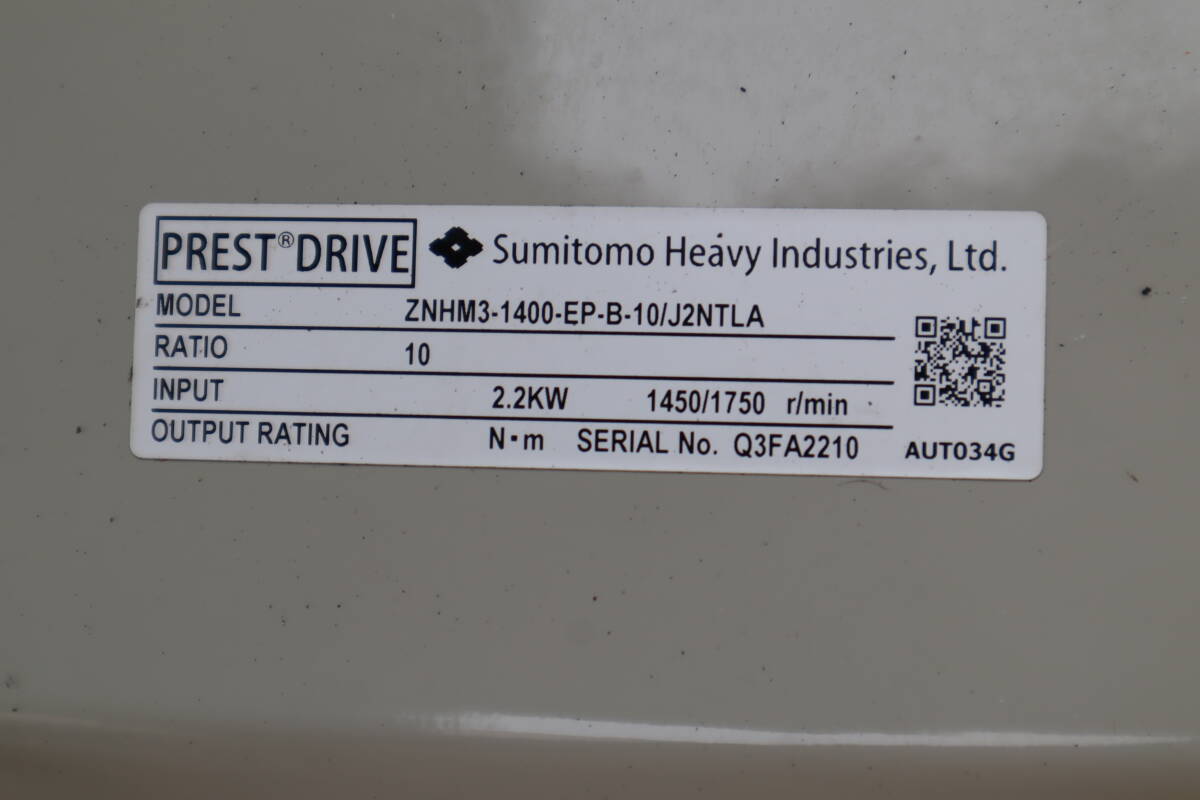 PREST® DRIVE Sumitomo Heavy Industries, Ltd.
MODEL ZNHM3-1400-EP-B-10/J2NTLA
RATIO 10
INPUT 2.2KW 1450/1750 r/min
OUTPUT RATING N·m SERIAL No. Q3FA2210 AUT034G